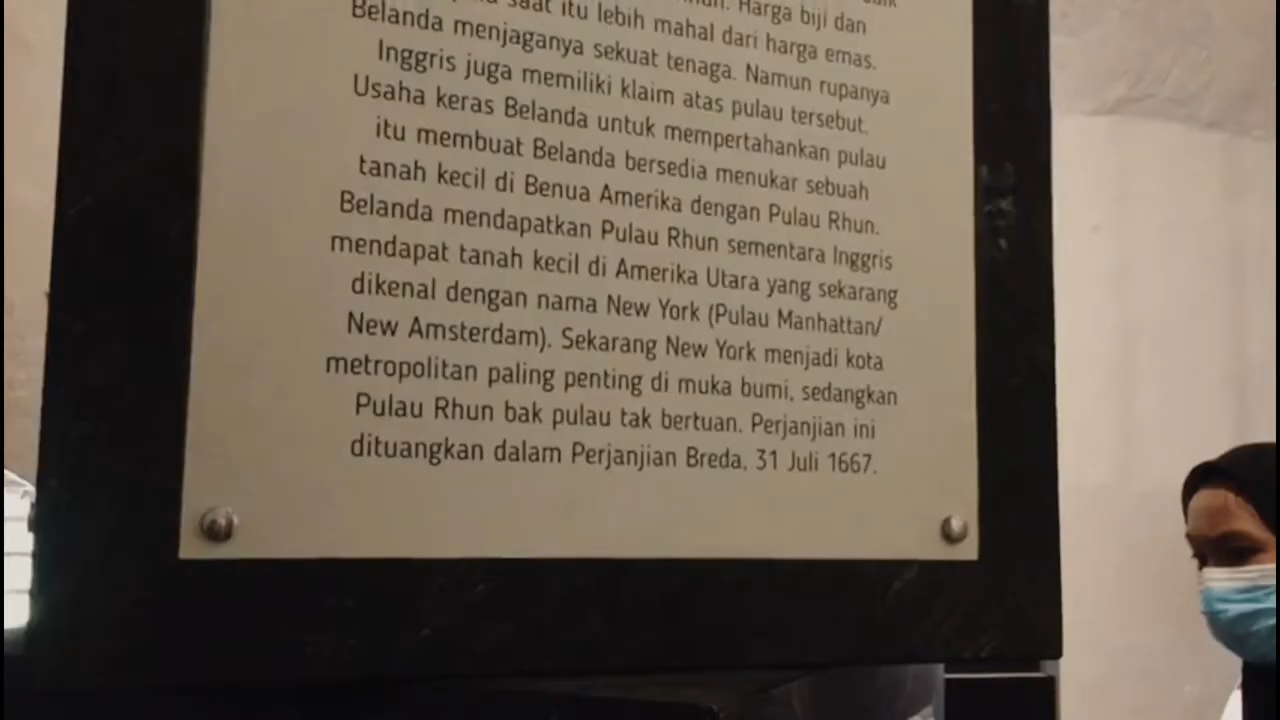 Harga biji dan
saat itu lebih mahal dari harga emas.
Belanda menjaganya sekuat tenaga. Namun rupanya
Inggris juga memiliki klaim atas pulau tersebut.
Usaha keras Belanda untuk mempertahankan pulau
itu membuat Belanda bersedia menukar sebuah
tanah kecil di Benua Amerika dengan Pulau Rhun.
Belanda mendapatkan Pulau Rhun sementara Inggris
mendapat tanah kecil di Amerika Utara yang sekarang
dikenal dengan nama New York (Pulau Manhattan/
New Amsterdam). Sekarang New York menjadi kota
metropolitan paling penting di muka bumi, sedangkan
Pulau Rhun bak pulau tak bertuan. Perjanjian ini
dituangkan dalam Perjanjian Breda, 31 Juli 1667.